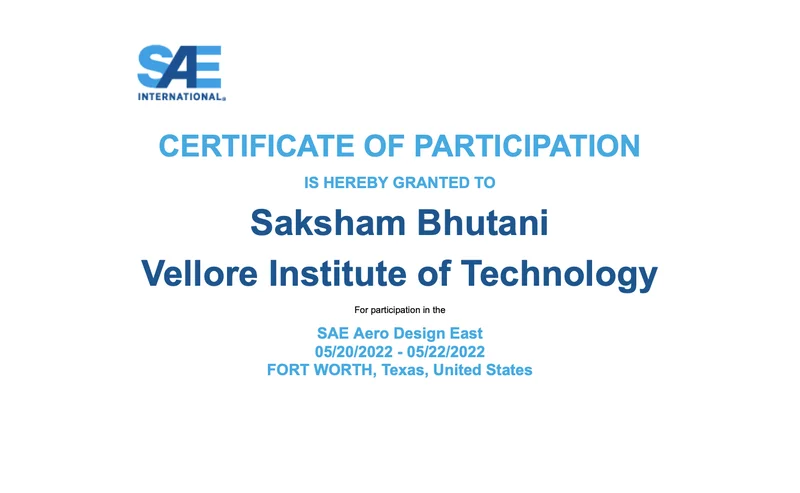 SAE
INTERNATIONAL®
CERTIFICATE OF PARTICIPATION
IS HEREBY GRANTED TO
Saksham Bhutani
Vellore Institute of Technology
For participation in the
SAE Aero Design East
05/20/2022 - 05/22/2022
FORT WORTH, Texas, United States